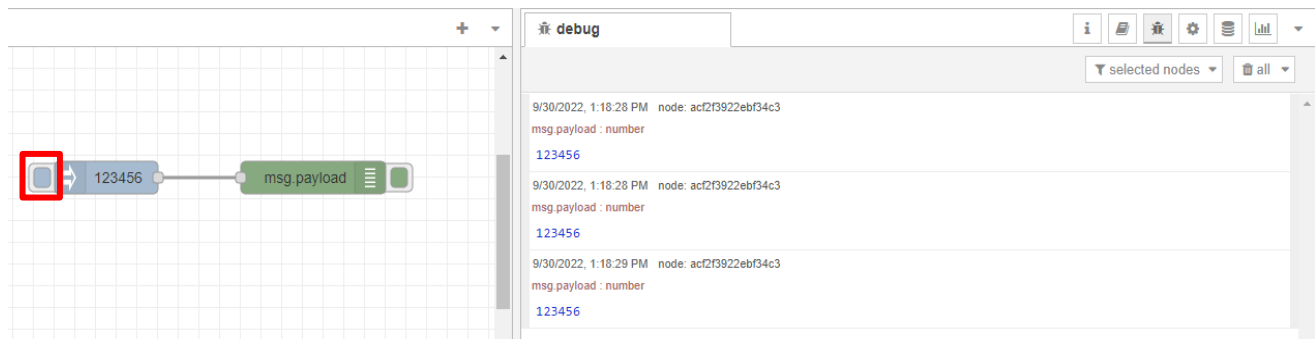 debug
i
selected nodes
all
9/30/2022, 1:18:28 PM node: acf2f3922ebf34c3
msg.payload : number
123456
9/30/2022, 1:18:28 PM node: acf2f3922ebf34c3
msg.payload : number
123456
9/30/2022, 1:18:29 PM node: acf2f3922ebf34c3
msg.payload : number
123456
123456
msg.payload